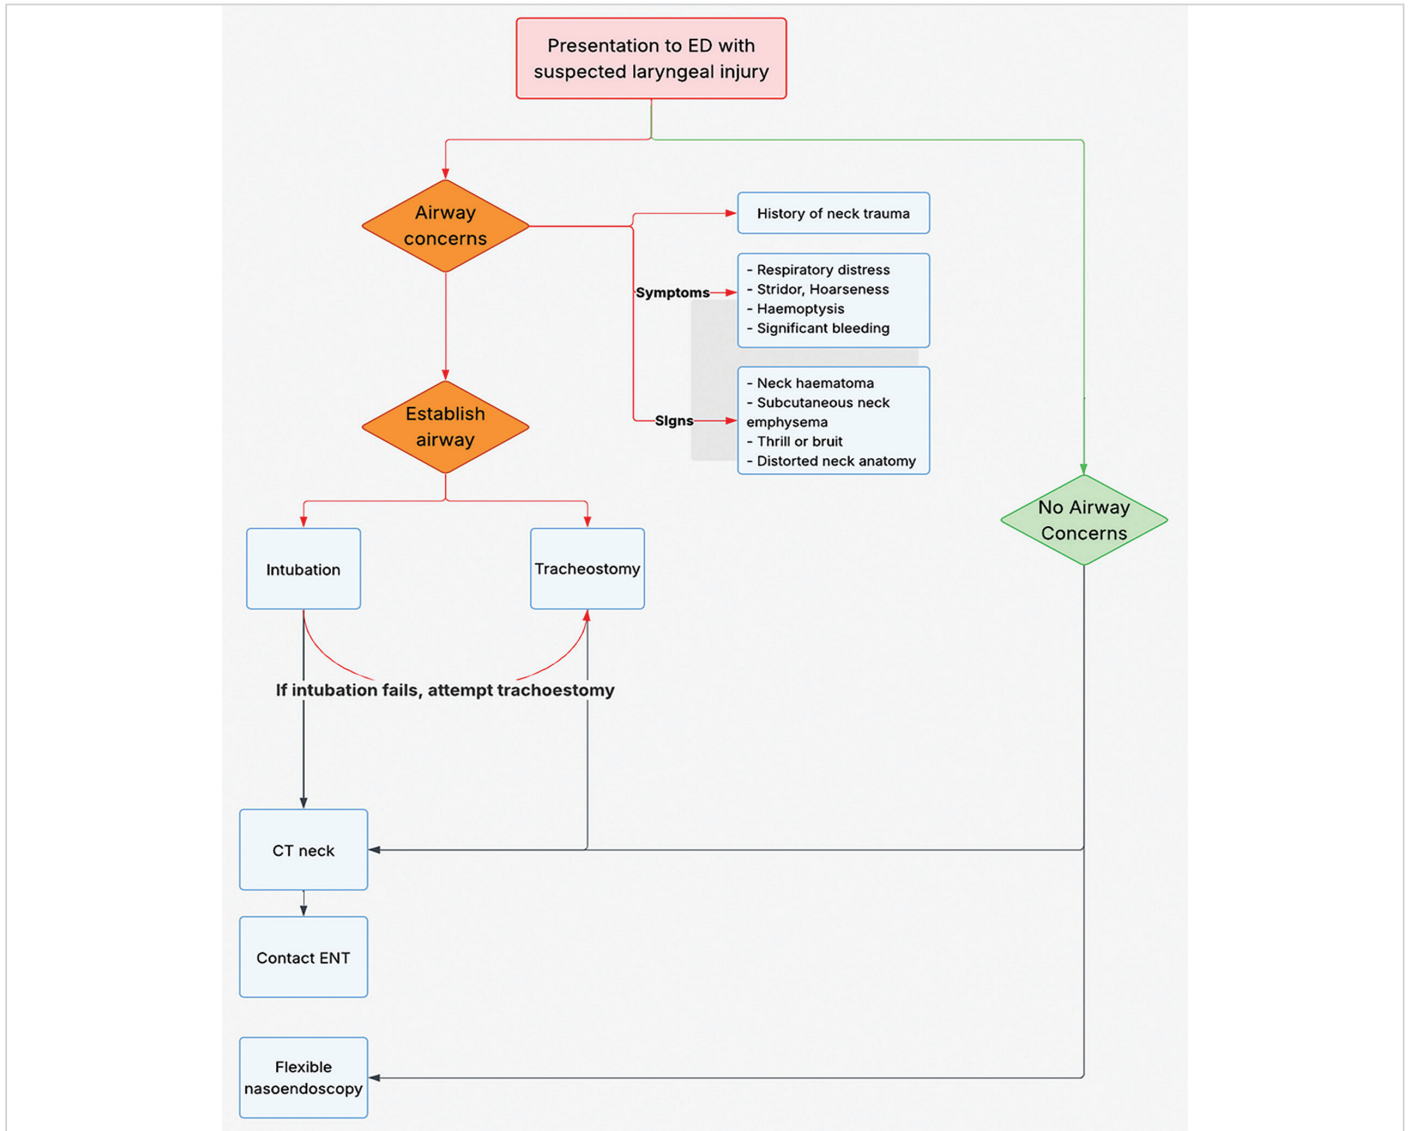 Presentation to ED with
suspected laryngeal injury
Airway
concerns
History of neck trauma
Symptoms
- Respiratory distress
- Stridor, Hoarseness
- Haemoptysis
- Significant bleeding
SIgns
- Neck haematoma
- Subcutaneous neck
emphysema
- Thrill or bruit
- Distorted neck anatomy
Establish
airway
No Airway
Concerns
Intubation
Tracheostomy
If intubation fails, attempt trachoestomy
CT neck
Contact ENT
Flexible
nasoendoscopy